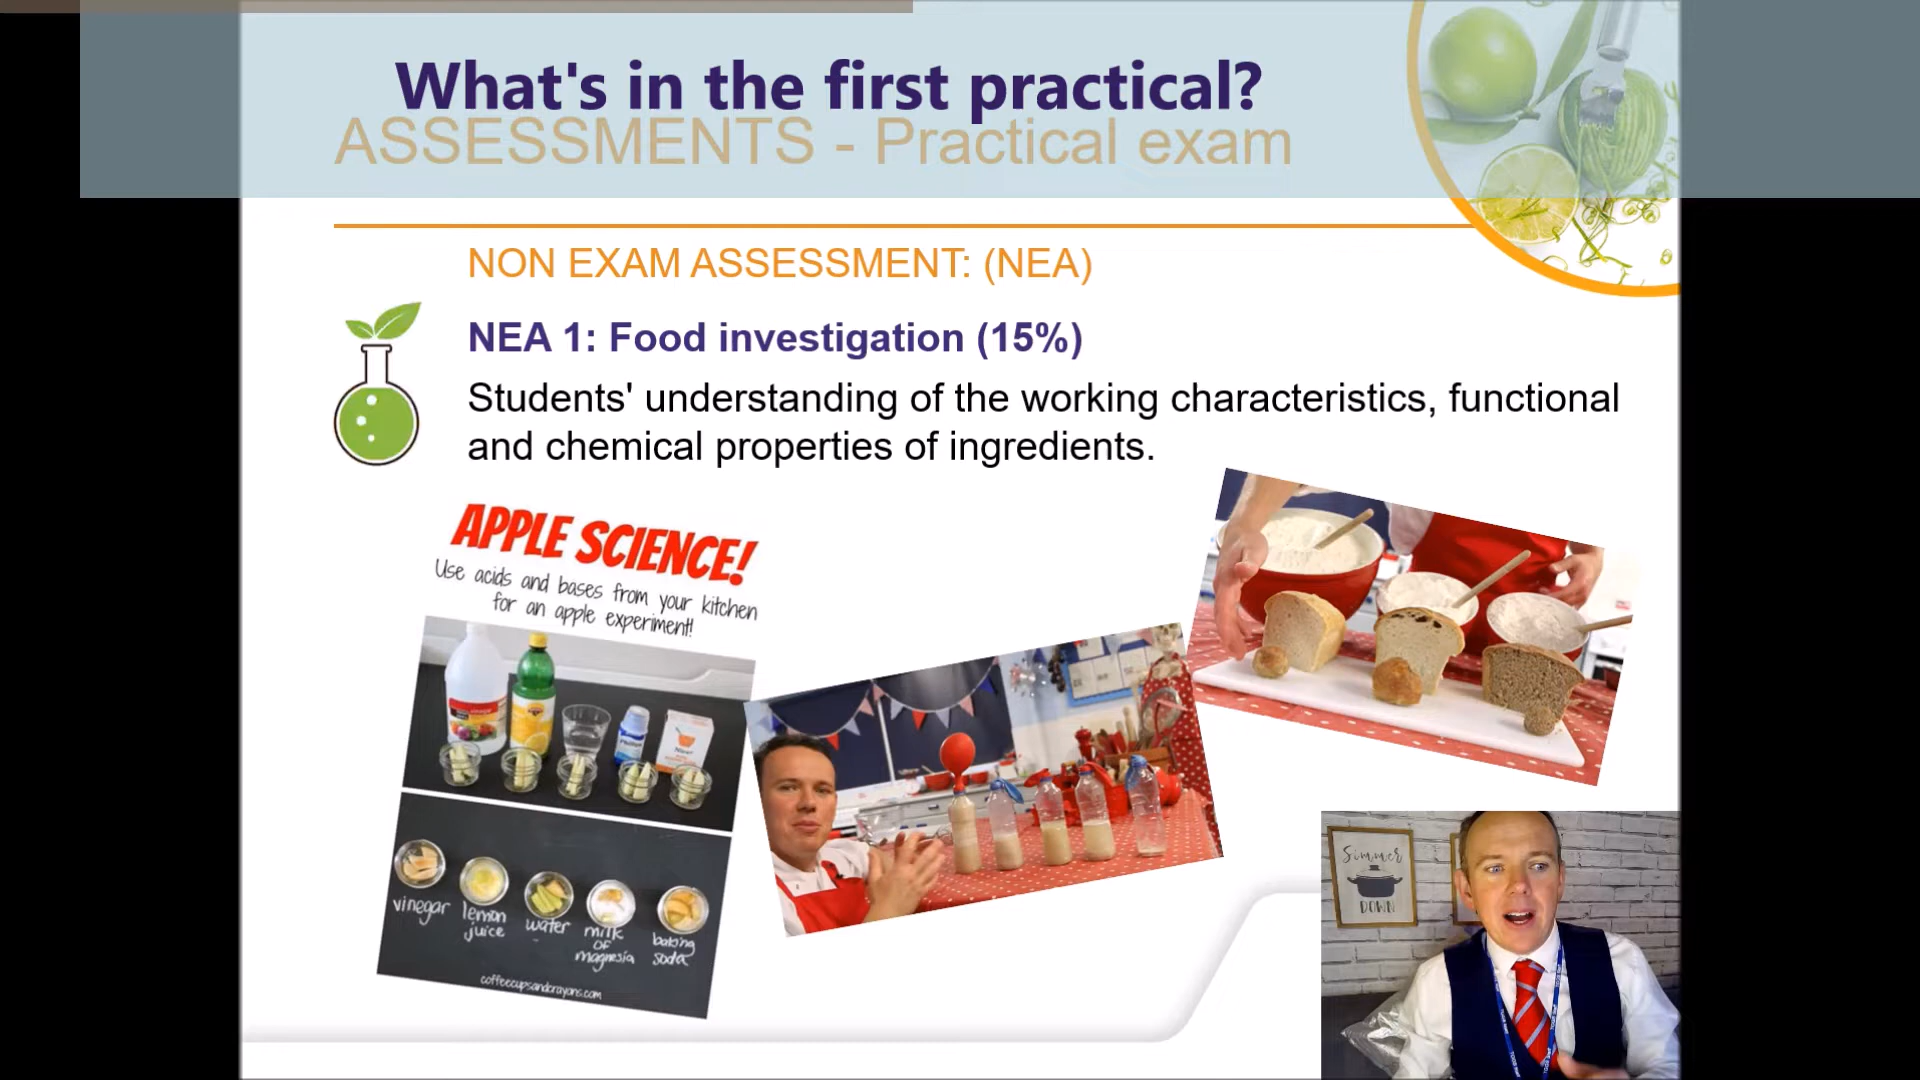 What's in the first practical?
ASSESSMENTS - Practical exam
NON EXAM ASSESSMENT: (NEA)
NEA 1: Food investigation (15%)
Students' understanding of the working characteristics, functional
and chemical properties of ingredients.
APPLE SCIENCE!
Use acids and bases from your kitchen
for an apple experiment!
vinegar
lemon
juice
water
milk
of
magnesia
baking
soda
coffeecupsandcrayons.com
Simmer
DOWN